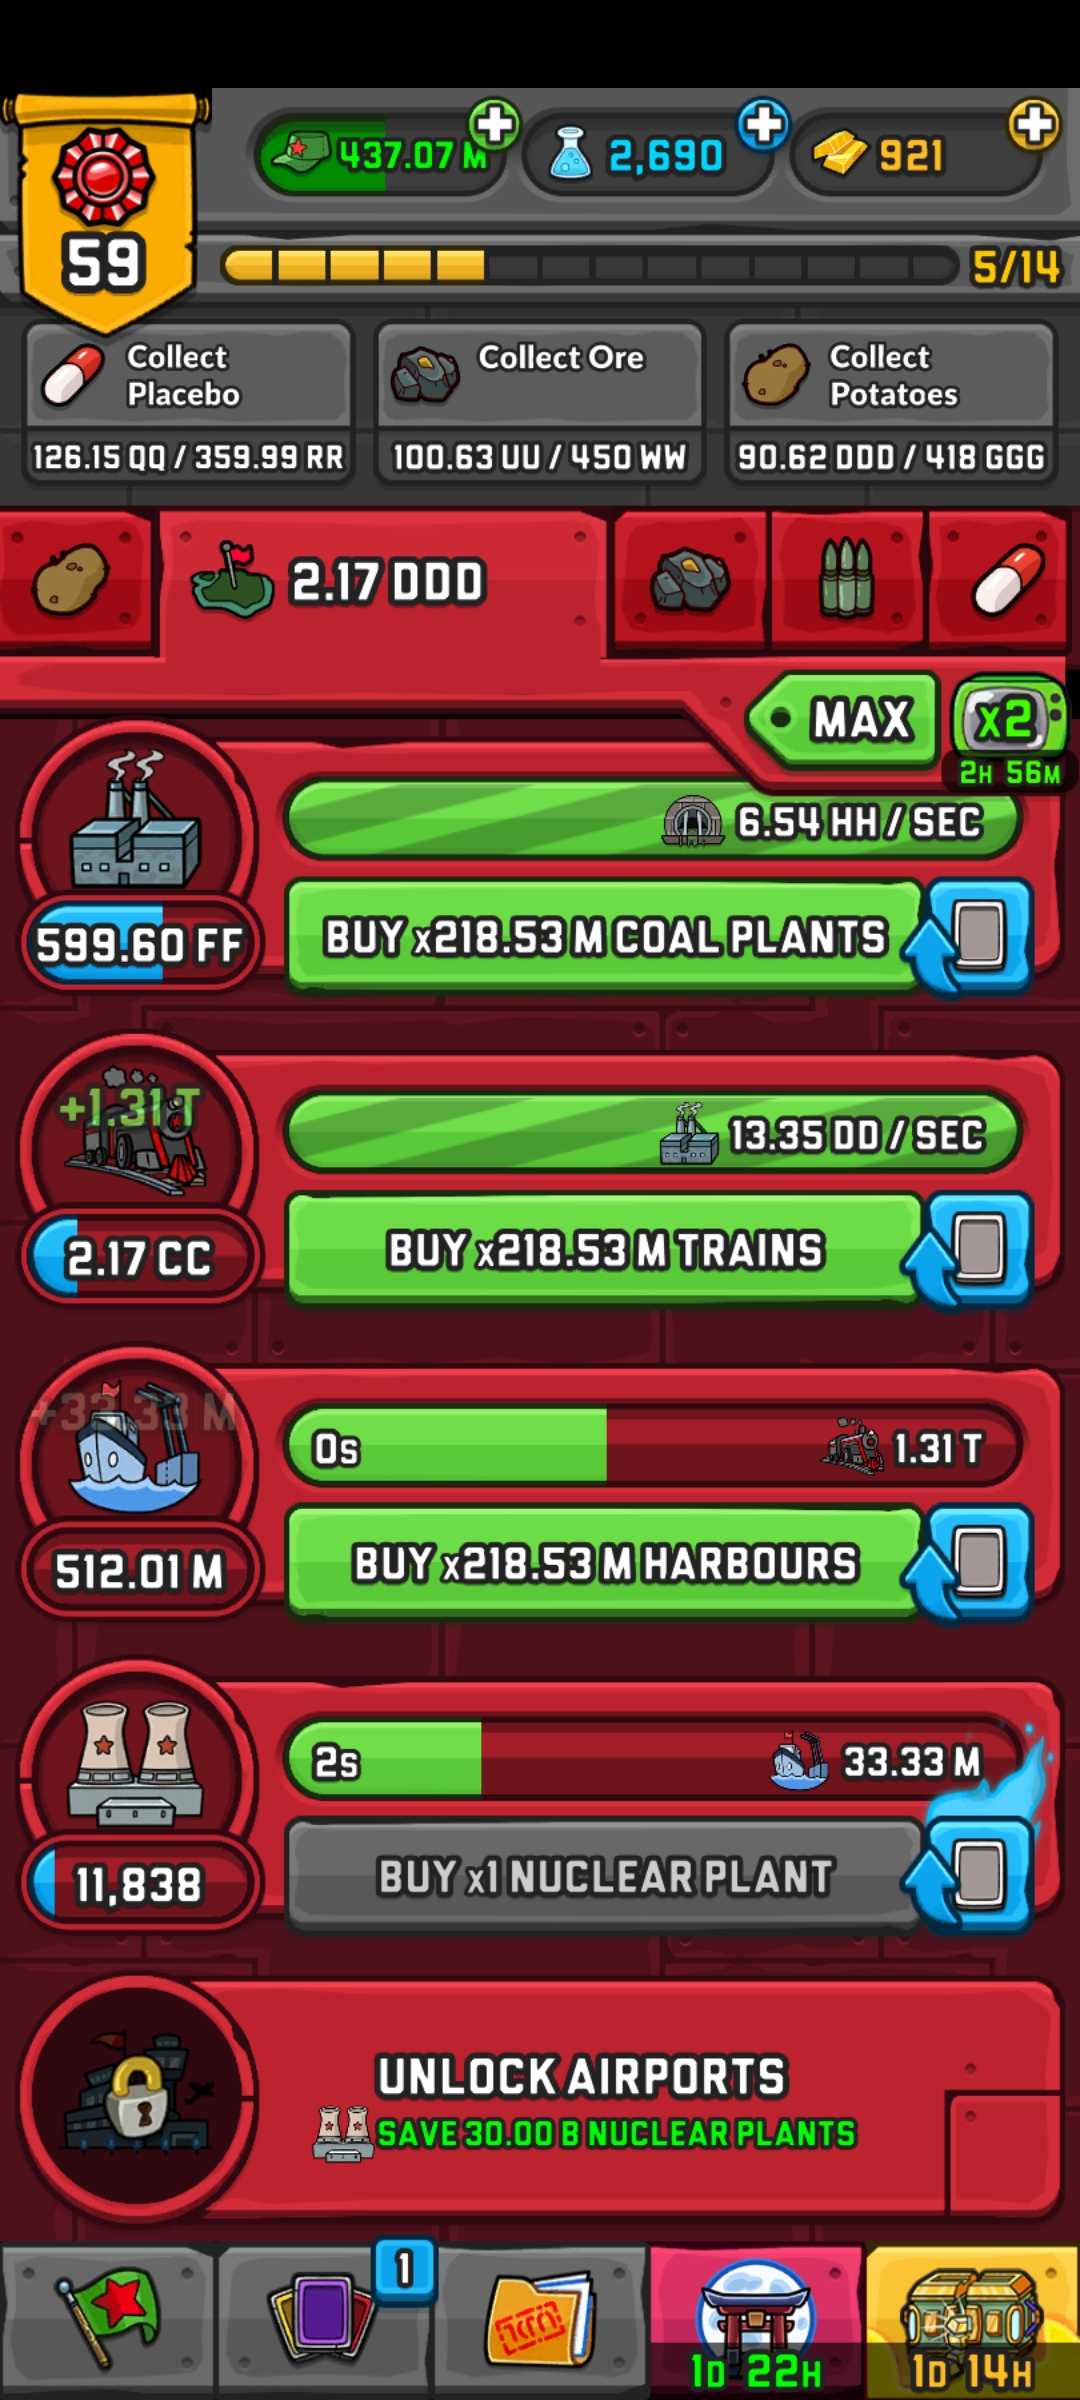 437.07 M
2,690
921
59
5/14
Collect
Placebo
126.15 QQ / 359.99 RR
Collect Ore
100.63 UU / 450 WW
Collect
Potatoes
90.62 DDD / 418 GGG
2.17 DDD
MAX
x2
2H 56M
6.54 HH / SEC
599.60 FF
BUY x218.53 M COAL PLANTS
+1.31 T
13.35 DD / SEC
2.17 CC
BUY x218.53 M TRAINS
+33.33 M
0s
1.31 T
512.01 M
BUY x218.53 M HARBOURS
2s
33.33 M
11,838
BUY x1 NUCLEAR PLANT
UNLOCK AIRPORTS
SAVE 30.00 B NUCLEAR PLANTS
1
1D 22H
1D 14H